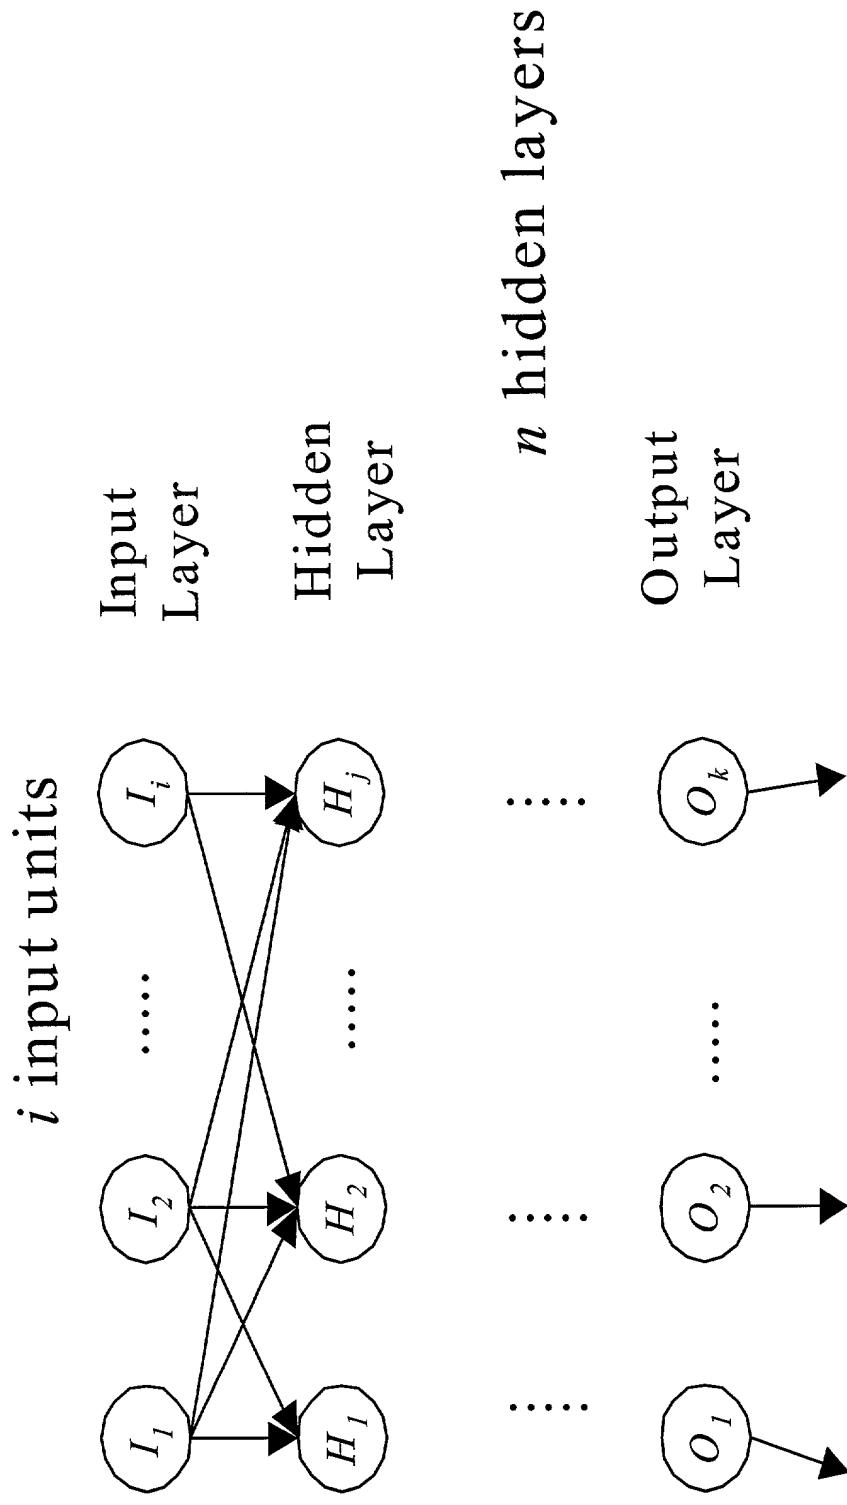 i input units
I₁ I₂ ..... Iᵢ
Input
Layer
H₁ H₂ ..... Hⱼ
Hidden
Layer
..... ..... .....
n hidden layers
O₁ O₂ ..... Oₖ
Output
Layer